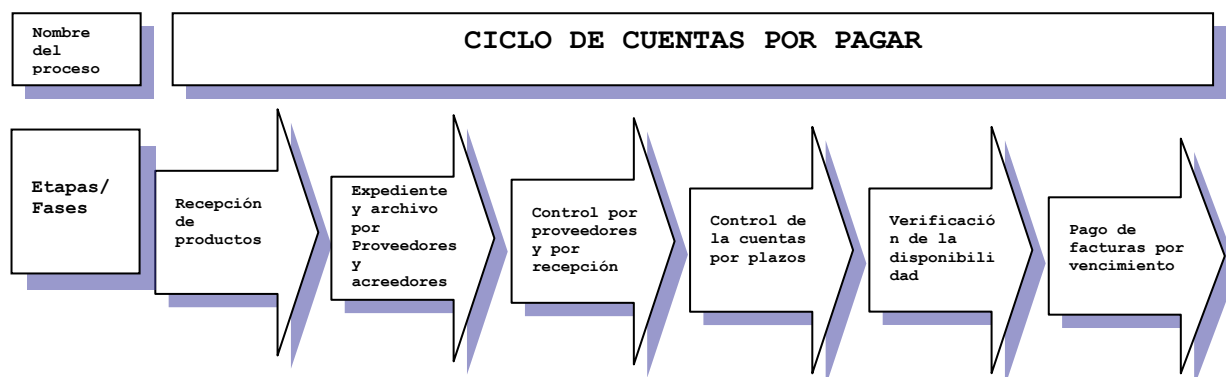 Nombre
del
proceso
CICLO DE CUENTAS POR PAGAR
Etapas/
Fases
Recepción
de
productos
Expediente
y archivo
por
Proveedores
y
acreedores
Control por
proveedores
y por
recepción
Control de
la cuentas
por plazos
Verificació
n de la
disponibili
dad
Pago de
facturas por
vencimiento